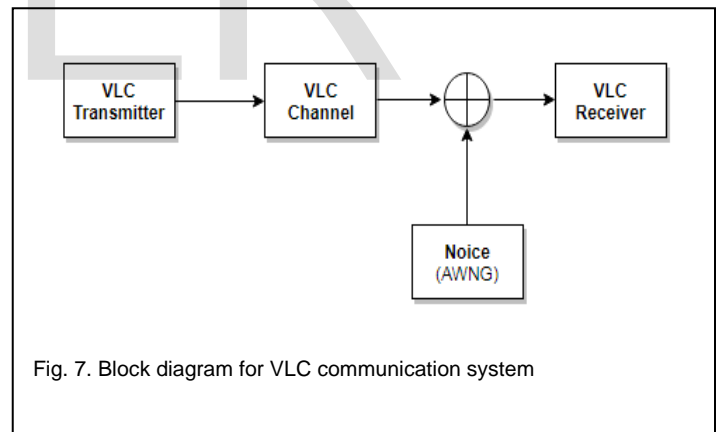 VLC
Transmitter
VLC
Channel
VLC
Receiver
Noice
(AWNG)
Fig. 7. Block diagram for VLC communication system